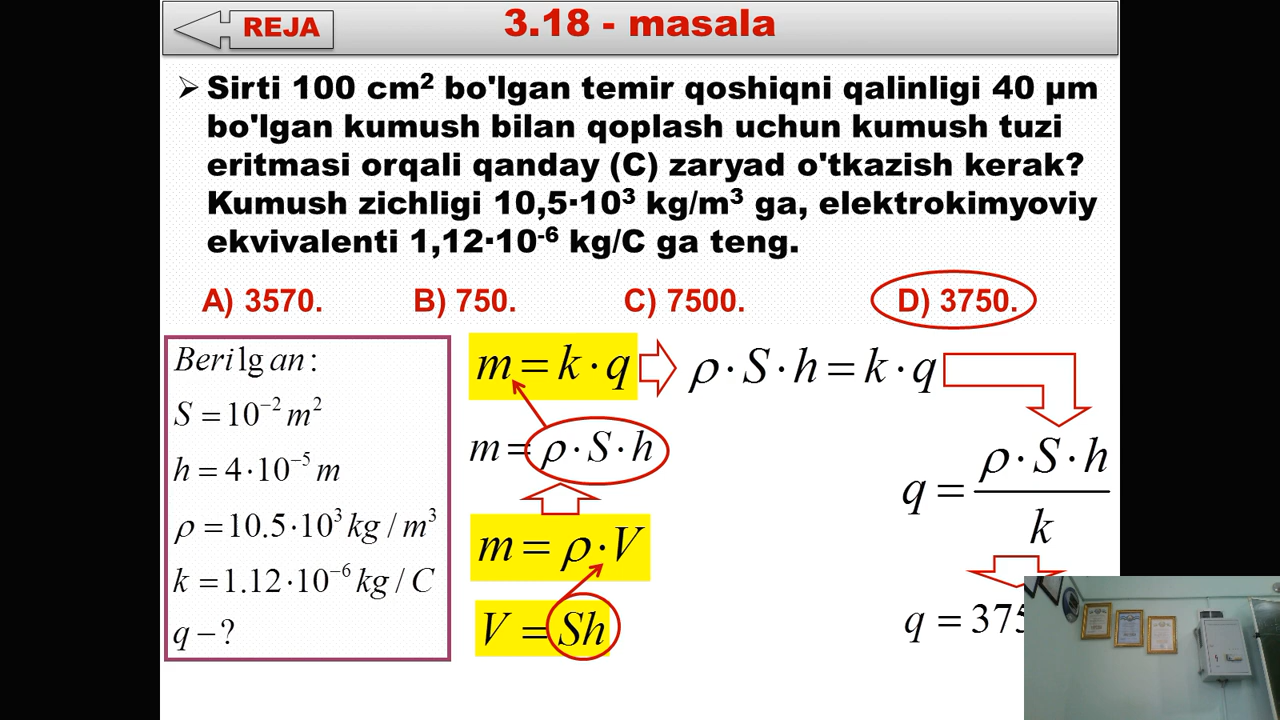 REJA
3.18 - masala
Sirti 100 cm² bo'lgan temir qoshiqni qalinligi 40 µm
bo'lgan kumush bilan qoplash uchun kumush tuzi
eritmasi orqali qanday (C) zaryad o'tkazish kerak?
Kumush zichligi 10,5·10³ kg/m³ ga, elektrokimyoviy
ekvivalenti 1,12·10⁻⁶ kg/C ga teng.
A) 3570. B) 750. C) 7500. D) 3750.
Berilgan:
S = 10⁻² m²
h = 4·10⁻⁵ m
ρ = 10.5·10³ kg / m³
k = 1.12·10⁻⁶ kg / C
q − ?
m = k · q
ρ · S · h = k · q
m = ρ · S · h
m = ρ · V
V = Sh
q = ρ · S · h / k
q = 375